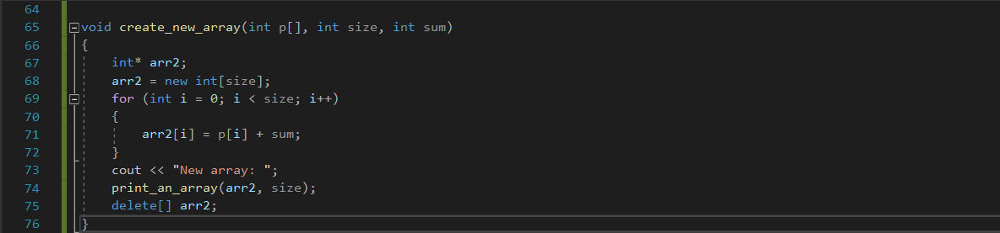 64
65 void create_new_array(int p[], int size, int sum)
66 {
67 int* arr2;
68 arr2 = new int[size];
69 for (int i = 0; i < size; i++)
70 {
71 arr2[i] = p[i] + sum;
72 }
73 cout << "New array: ";
74 print_an_array(arr2, size);
75 delete[] arr2;
76 }